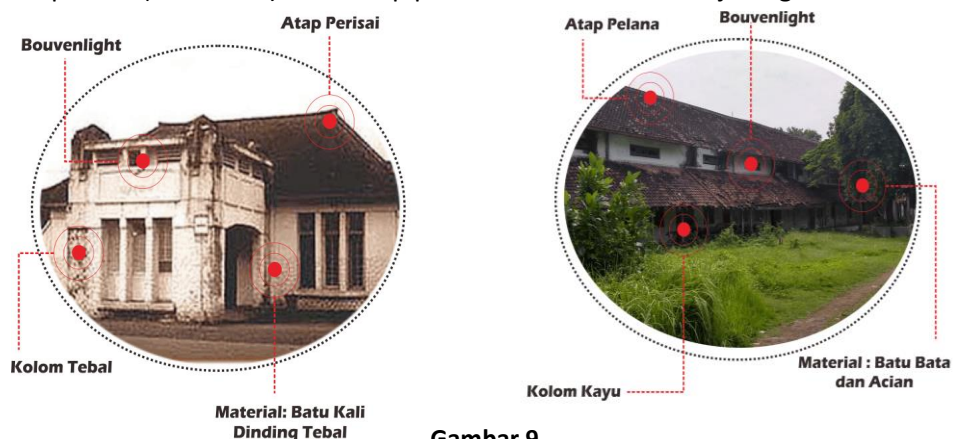 Atap Perisai
Bouvenlight
Kolom Tebal
Material: Batu Kali
Dinding Tebal
Bouvenlight
Atap Pelana
Material : Batu Bata
dan Acian
Kolom Kayu
Gambar 9